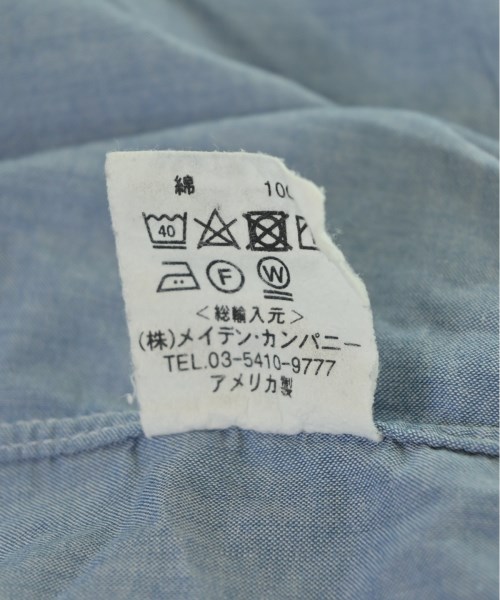 綿 100
40
F W
<総輸入元>
(株)メイデン・カンパニー
TEL.03-5410-9777
アメリカ製